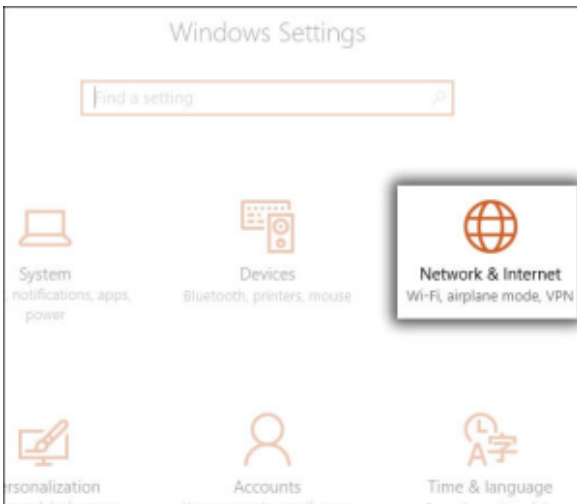 Windows Settings
Find a setting
System
notifications, apps,
power
Devices
Bluetooth, printers, mouse
Network & Internet
Wi-Fi, airplane mode, VPN
ersonalization
Accounts
Time & language